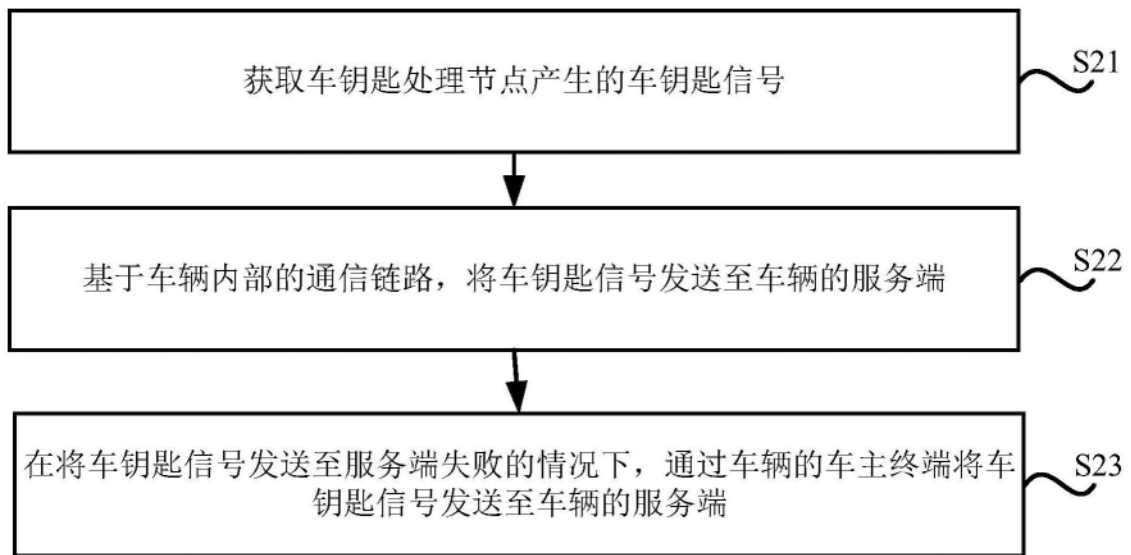 获取车钥匙处理节点产生的车钥匙信号
S21
基于车辆内部的通信链路，将车钥匙信号发送至车辆的服务端
S22
在将车钥匙信号发送至服务端失败的情况下，通过车辆的车主终端将车
钥匙信号发送至车辆的服务端
S23